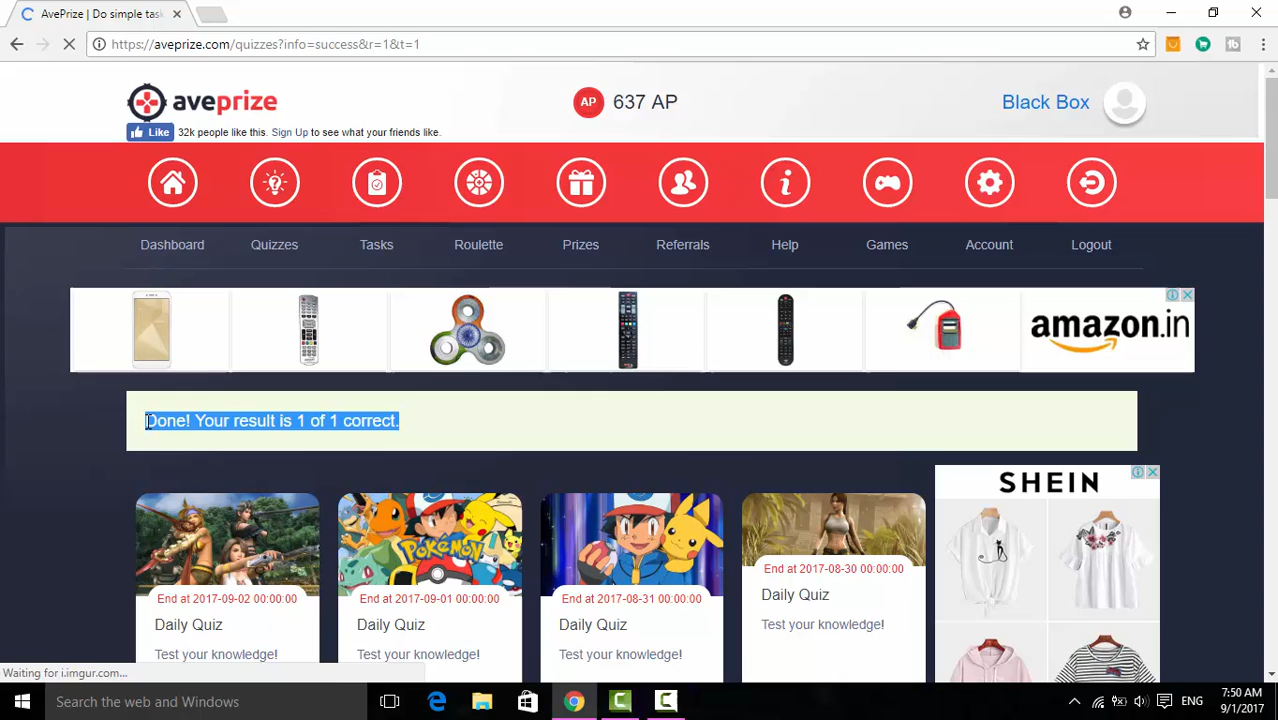 AvePrize | Do simple tas
https://aveprize.com/quizzes?info=success&r=1&t=1
aveprize
AP 637 AP
Black Box
Like 32k people like this. Sign Up to see what your friends like.
Dashboard Quizzes Tasks Roulette Prizes Referrals Help Games Account Logout
amazon.in
Done! Your result is 1 of 1 correct.
SHEIN
POKéMON
End at 2017-09-02 00:00:00
Daily Quiz
Test your knowledge!
End at 2017-09-01 00:00:00
Daily Quiz
Test your knowledge!
End at 2017-08-31 00:00:00
Daily Quiz
Test your knowledge!
End at 2017-08-30 00:00:00
Daily Quiz
Test your knowledge!
Waiting for i.imgur.com...
Search the web and Windows
ENG
7:50 AM
9/1/2017